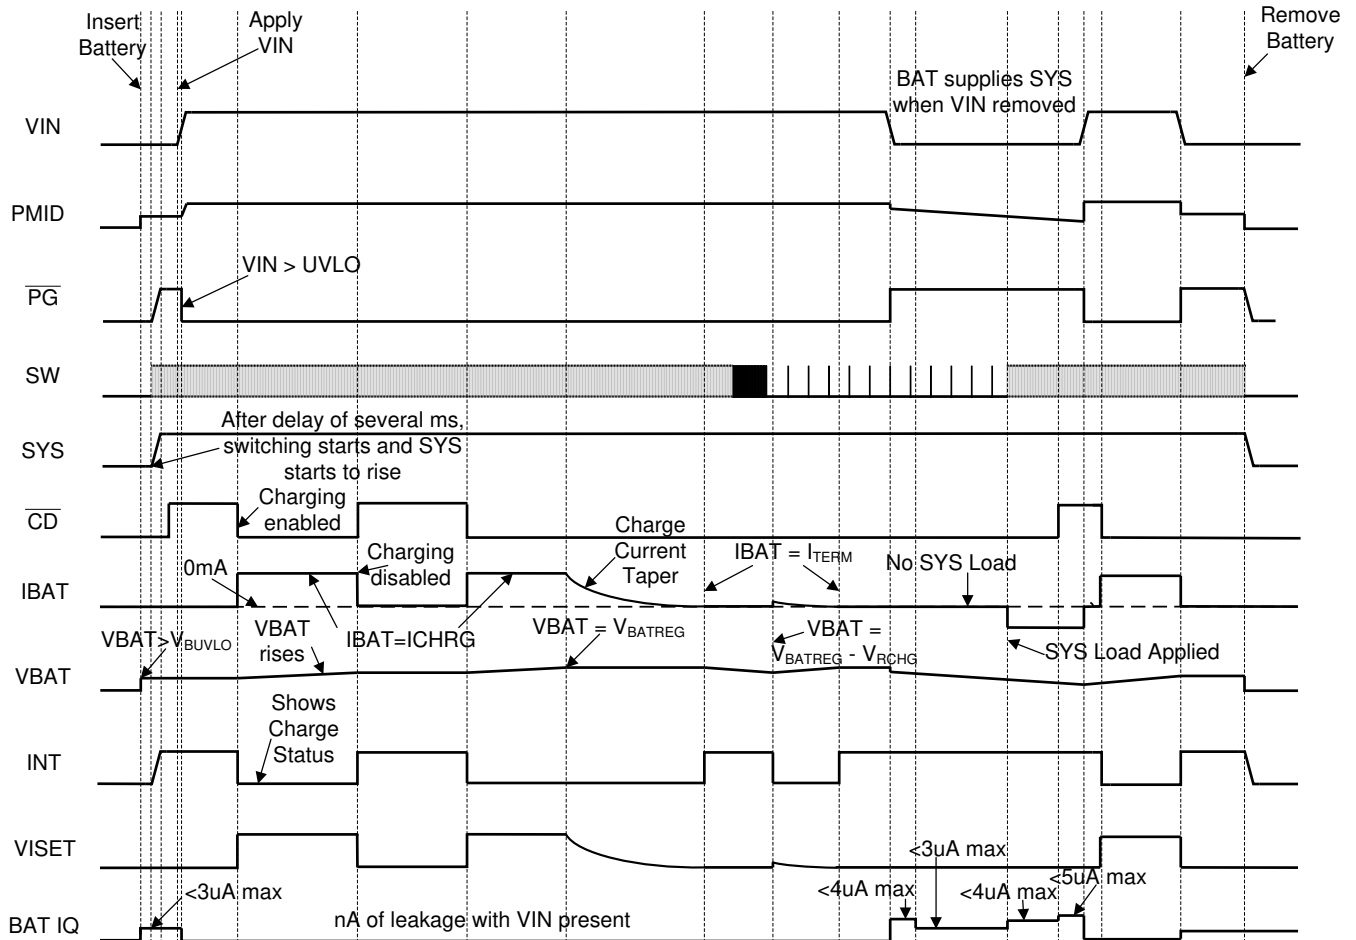 Insert
Battery
Apply
VIN
Remove
Battery
BAT supplies SYS
when VIN removed
VIN
PMID
VIN > UVLO
PG
SW
After delay of several ms,
switching starts and SYS
starts to rise
SYS
CD
Charging
enabled
Charge
Current
Taper
0mA
Charging
disabled
IBAT = ITERM
No SYS Load
IBAT
VBAT>VBUVLO
VBAT
rises
IBAT=ICHRG
VBAT = VBATREG
VBAT =
VBATREG - VRCHG
SYS Load Applied
VBAT
Shows
Charge
Status
INT
VISET
<3uA max
<3uA max
<4uA max
<4uA max
<5uA max
BAT IQ
nA of leakage with VIN present